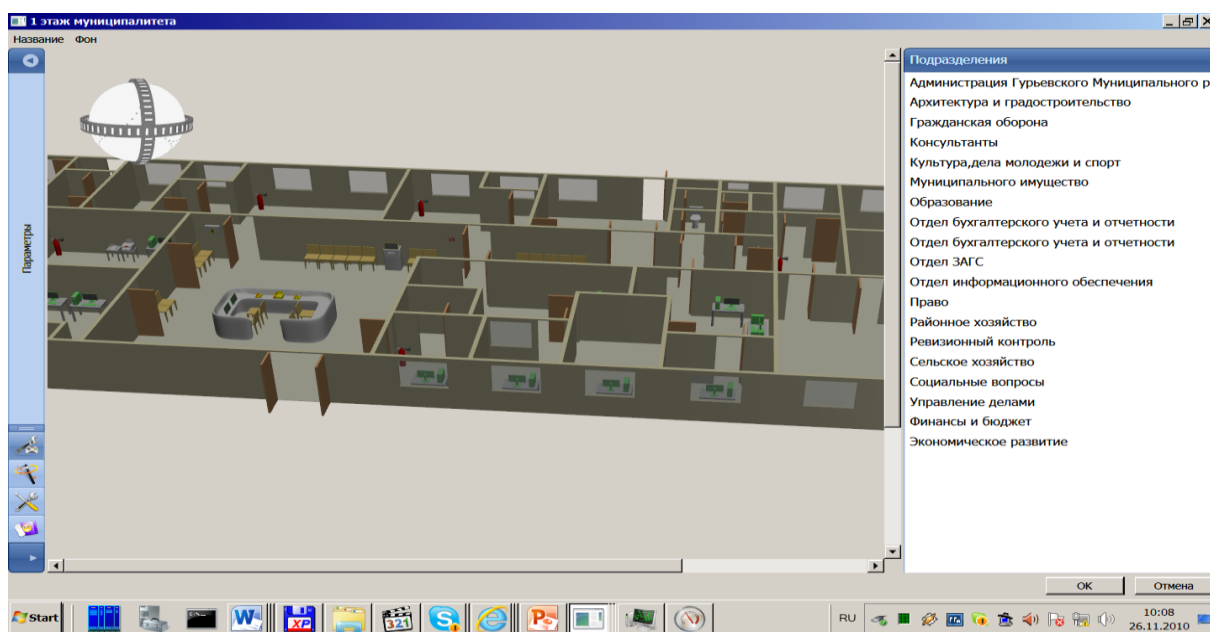 1 этаж муниципалитета
Название Фон
Параметры
Подразделения
Администрация Гурьевского Муниципального р
Архитектура и градостроительство
Гражданская оборона
Консультанты
Культура,дела молодежи и спорт
Муниципального имущество
Образование
Отдел бухгалтерского учета и отчетности
Отдел бухгалтерского учета и отчетности
Отдел ЗАГС
Отдел информационного обеспечения
Право
Районное хозяйство
Ревизионный контроль
Сельское хозяйство
Социальные вопросы
Управление делами
Финансы и бюджет
Экономическое развитие
OK Отмена
Start
XP
321
RU
10:08
26.11.2010